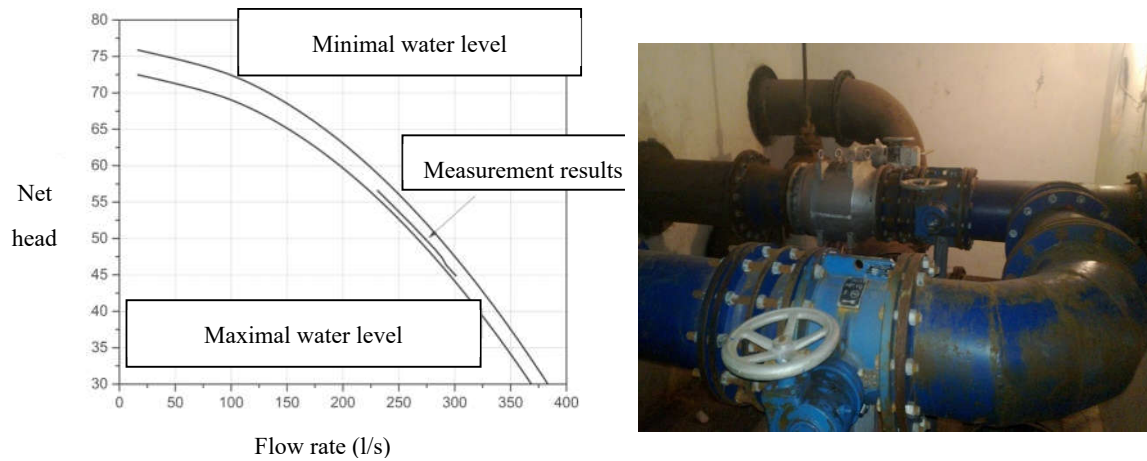 80
75
70
65
60
55
50
45
40
35
30
Net
head
Minimal water level
Measurement results
Maximal water level
0 50 100 150 200 250 300 350 400
Flow rate (l/s)